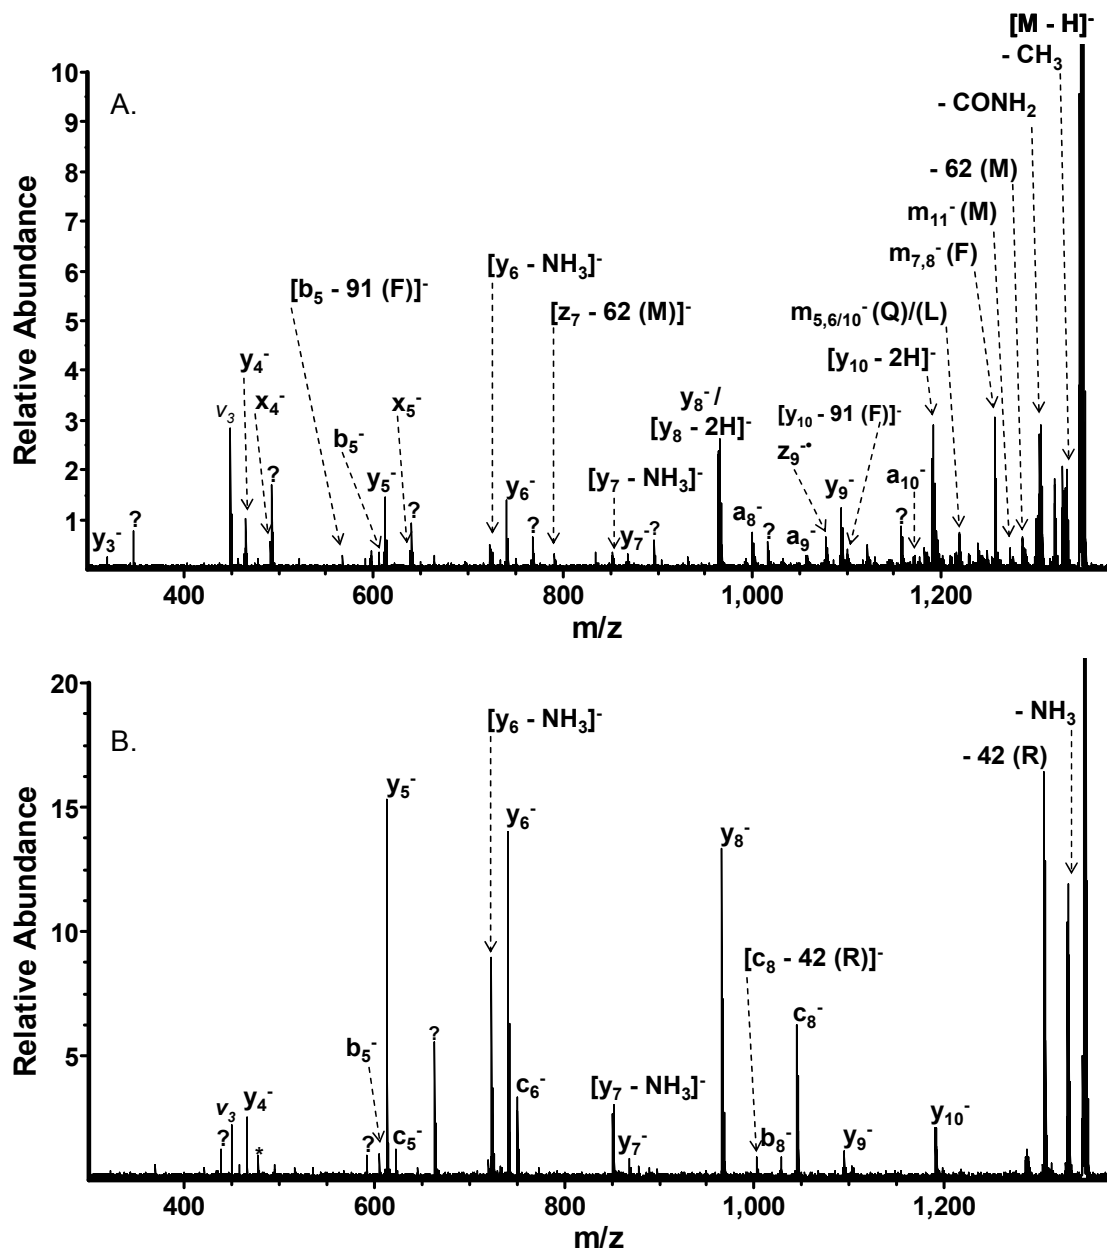 [M - H]⁻
- CH₃
A.
- CONH₂
- 62 (M)
m₁₁⁻ (M)
m₇,₈⁻ (F)
[y₆ - NH₃]⁻
[b₅ - 91 (F)]⁻
[z₇ - 62 (M)]⁻
m₅,₆/₁₀⁻ (Q)/(L)
[y₁₀ - 2H]⁻
y₄⁻
x₄⁻
v₃
?
b₅⁻
x₅⁻
y₅⁻
?
y₈⁻ /
[y₈ - 2H]⁻
[y₁₀ - 91 (F)]⁻
z₉⁻•
y₉⁻
a₁₀⁻
[y₇ - NH₃]⁻
y₆⁻
?
y₃⁻
?
y₇⁻
?
a₈⁻
?
a₉⁻
?
10
9
8
7
6
5
4
3
2
1
Relative Abundance
400
600
800
1,000
1,200
m/z
B.
[y₆ - NH₃]⁻
- NH₃
- 42 (R)
y₅⁻
y₆⁻
y₈⁻
[c₈ - 42 (R)]⁻
c₈⁻
?
b₅⁻
[y₇ - NH₃]⁻
c₆⁻
v₃
?
y₄⁻
*
?
c₅⁻
y₇⁻
b₈⁻
y₉⁻
y₁₀⁻
20
15
10
5
Relative Abundance
400
600
800
1,000
1,200
m/z